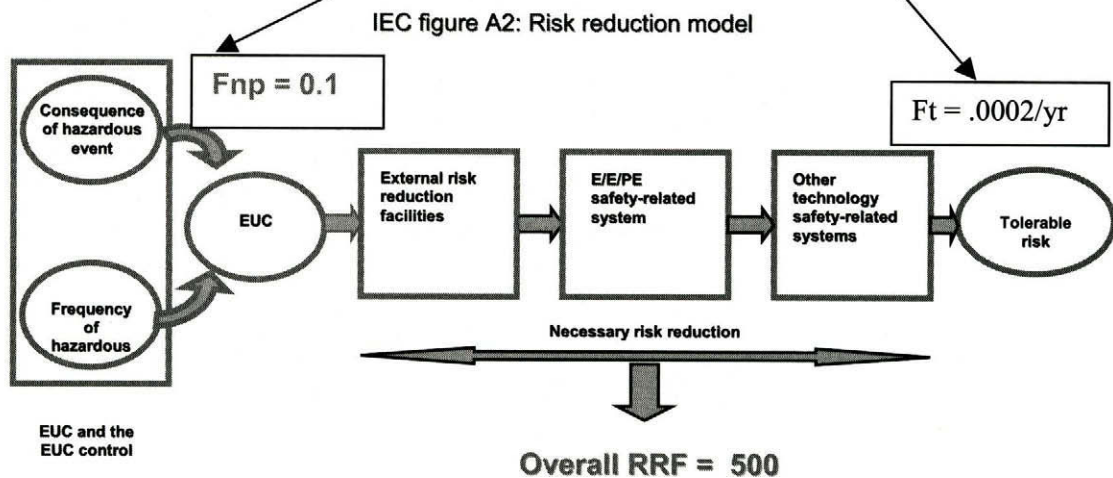 IEC figure A2: Risk reduction model
Fnp = 0.1
Ft = .0002/yr
Consequence
of hazardous
event
Frequency
of
hazardous
EUC
External risk
reduction
facilities
E/E/PE
safety-related
system
Other
technology
safety-related
systems
Tolerable
risk
Necessary risk reduction
EUC and the
EUC control
Overall RRF = 500